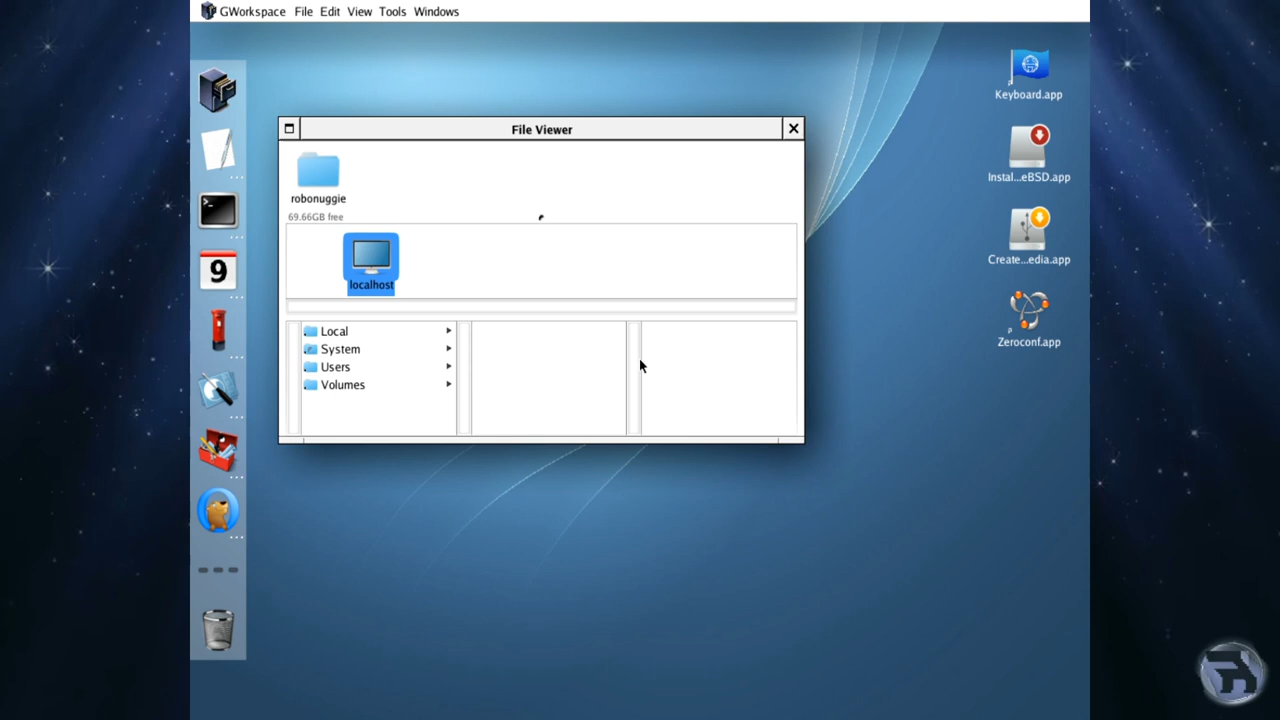 GWorkspace File Edit View Tools Windows
Keyboard.app
File Viewer
Instal...eBSD.app
robonuggie
69.66GB free
Create...edia.app
9
localhost
Local
System
Users
Volumes
Zeroconf.app